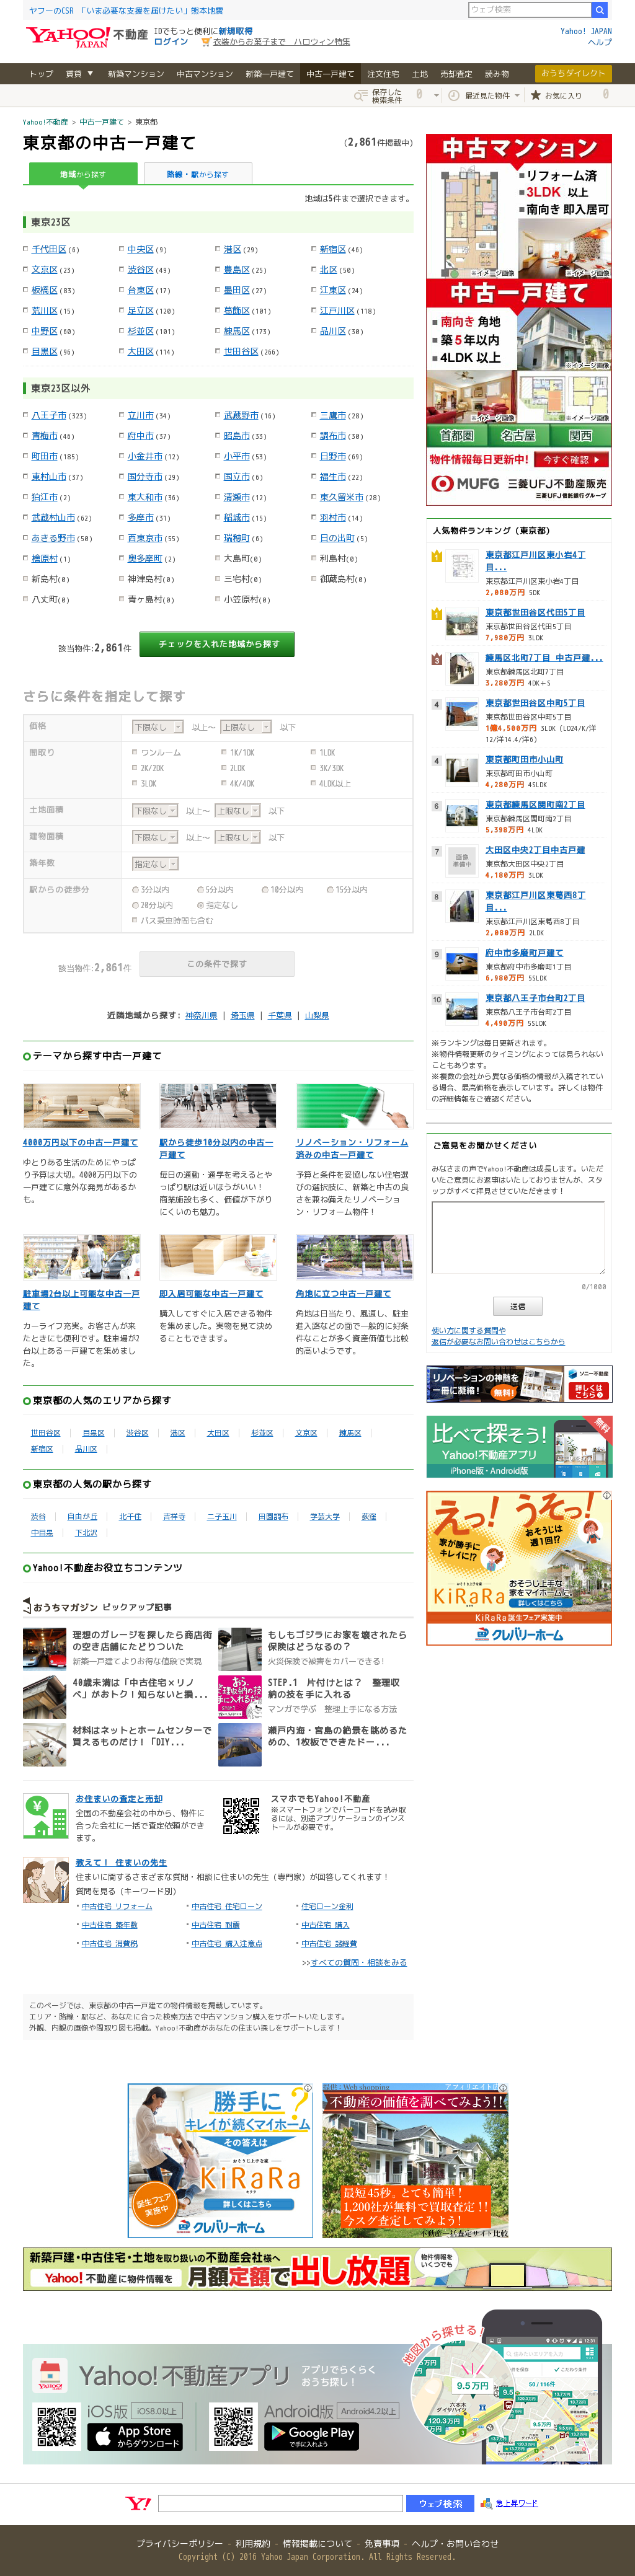 ヤフーのCSR 「いま必要な支援を届けたい」熊本地震
ウェブ検索
YAHOO!不動産
JAPAN
IDでもっと便利に新規取得
ログイン
衣装からお菓子まで ハロウィン特集
Yahoo! JAPAN
ヘルプ
トップ 賃貸 ▼ 新築マンション 中古マンション 新築一戸建て 中古一戸建て 注文住宅 土地 売却査定 読み物 おうちダイレクト
保存した検索条件 0 最近見た物件 お気に入り 0
Yahoo!不動産 > 中古一戸建て > 東京都
東京都の中古一戸建て
(2,861件掲載中)
地域から探す 路線・駅から探す
地域は5件まで選択できます。
東京23区
千代田区(6) 中央区(9) 港区(29) 新宿区(46)
文京区(23) 渋谷区(49) 豊島区(25) 北区(50)
板橋区(83) 台東区(17) 墨田区(27) 江東区(24)
荒川区(15) 足立区(120) 葛飾区(101) 江戸川区(118)
中野区(60) 杉並区(101) 練馬区(173) 品川区(30)
目黒区(96) 大田区(114) 世田谷区(266)
東京23区以外
八王子市(323) 立川市(34) 武蔵野市(16) 三鷹市(28)
青梅市(46) 府中市(37) 昭島市(33) 調布市(30)
町田市(185) 小金井市(12) 小平市(53) 日野市(69)
東村山市(37) 国分寺市(29) 国立市(6) 福生市(22)
狛江市(2) 東大和市(36) 清瀬市(12) 東久留米市(28)
武蔵村山市(62) 多摩市(31) 稲城市(15) 羽村市(14)
あきる野市(50) 西東京市(55) 瑞穂町(6) 日の出町(5)
檜原村(1) 奥多摩町(2) 大島町(0) 利島村(0)
新島村(0) 神津島村(0) 三宅村(0) 御蔵島村(0)
八丈町(0) 青ヶ島村(0) 小笠原村(0)
該当物件:2,861件 チェックを入れた地域から探す
さらに条件を指定して探す
価格 下限なし 以上～ 上限なし 以下
間取り ワンルーム 1K/1DK 1LDK
2K/2DK 2LDK 3K/3DK
3LDK 4K/4DK 4LDK以上
土地面積 下限なし 以上～ 上限なし 以下
建物面積 下限なし 以上～ 上限なし 以下
築年数 指定なし
駅からの徒歩分 3分以内 5分以内 10分以内 15分以内
20分以内 指定なし
バス乗車時間も含む
該当物件:2,861件 この条件で探す
近隣地域から探す: 神奈川県 | 埼玉県 | 千葉県 | 山梨県
テーマから探す中古一戸建て
4000万円以下の中古一戸建て
ゆとりある生活のためにやっぱり予算は大切。4000万円以下の一戸建てに意外な発見があるかも。
駅から徒歩10分以内の中古一戸建て
毎日の通勤・通学を考えるとやっぱり駅は近いほうがいい！商業施設も多く、価値が下がりにくいのも魅力。
リノベーション・リフォーム済みの中古一戸建て
予算と条件を妥協しない住宅選びの選択肢に、新築と中古の良さを兼ね備えたリノベーション・リフォーム物件！
駐車場2台以上可能な中古一戸建て
カーライフ充実。お客さんが来たときにも便利です。駐車場が2台以上ある一戸建てを集めました。
即入居可能な中古一戸建て
購入してすぐに入居できる物件を集めました。実物を見て決めることもできます。
角地に立つ中古一戸建て
角地は日当たり、風通し、駐車進入路などの面で一般的に好条件なことが多く資産価値も比較的高いようです。
東京都の人気のエリアから探す
世田谷区 目黒区 渋谷区 港区 大田区 杉並区 文京区 練馬区
新宿区 品川区
東京都の人気の駅から探す
渋谷 自由が丘 北千住 吉祥寺 二子玉川 田園調布 学芸大学 荻窪
中目黒 下北沢
Yahoo!不動産お役立ちコンテンツ
おうちマガジン ピックアップ記事
理想のガレージを探したら商店街の空き店舗にたどりついた
新築一戸建てよりお得な値段で実現
もしもゴジラにお家を壊されたら保険はどうなるの？
火災保険で被害をカバーできる!
40歳未満は「中古住宅×リノベ」がおトク！知らないと損...
STEP.1 片付けとは？ 整理収納の技を手に入れる
マンガで学ぶ 整理上手になる方法
材料はネットとホームセンターで買えるものだけ！「DIY...
瀬戸内海・宮島の絶景を眺めるための、1枚板でできたドー...
お住まいの査定と売却
全国の不動産会社の中から、物件に合った会社に一括で査定依頼ができます。
スマホでもYahoo!不動産
※スマートフォンでバーコードを読み取るには、別途アプリケーションのインストールが必要です。
教えて！ 住まいの先生
住まいに関するさまざまな質問・相談に住まいの先生（専門家）が回答してくれます！
質問を見る（キーワード別）
・中古住宅 リフォーム ・中古住宅 住宅ローン ・住宅ローン金利
・中古住宅 築年数 ・中古住宅 耐震 ・中古住宅 購入
・中古住宅 消費税 ・中古住宅 購入注意点 ・中古住宅 諸経費
>>すべての質問・相談をみる
このページでは、東京都の中古一戸建ての物件情報を掲載しています。
エリア・路線・駅など、あなたに合った検索方法で中古マンション購入をサポートいたします。
外観、内観の画像や間取り図も掲載。Yahoo!不動産があなたの住まい探しをサポートします！
中古マンション
リフォーム済
3LDK 以上
南向き 即入居可
※イメージ画像 ※イメージ画像
中古一戸建て
南向き 角地
築5年以内
4LDK 以上
※イメージ画像
※イメージ画像 ※イメージ画像
首都圏 名古屋 関西
物件情報毎日更新中！ 今すぐご確認
MUFG 三菱UFJ不動産販売
三菱UFJフィナンシャル・グループ
人気物件ランキング（東京都）
1 東京都江戸川区東小岩4丁目...
東京都江戸川区東小岩4丁目
2,080万円 5DK
1 東京都世田谷区代田5丁目
東京都世田谷区代田5丁目
7,980万円 3LDK
3 練馬区北町7丁目 中古戸建...
東京都練馬区北町7丁目
3,280万円 4DK+S
4 東京都世田谷区中町5丁目
東京都世田谷区中町5丁目
1億4,500万円 3LDK (LD24/K/洋12/洋14.4/洋6)
4 東京都町田市小山町
東京都町田市小山町
4,280万円 4SLDK
6 東京都練馬区関町南2丁目
東京都練馬区関町南2丁目
5,398万円 4LDK
7 画像準備中 大田区中央2丁目中古戸建
東京都大田区中央2丁目
4,180万円 3LDK
8 東京都江戸川区東葛西8丁目...
東京都江戸川区東葛西8丁目
2,080万円 2LDK
9 府中市多磨町戸建て
東京都府中市多磨町1丁目
6,980万円 5SLDK
10 東京都八王子市台町2丁目
東京都八王子市台町2丁目
4,490万円 5SLDK
※ランキングは毎日更新されます。
※物件情報更新のタイミングによっては見られないこともあります。
※複数の会社から異なる価格の情報が入稿されている場合、最高価格を表示しています。詳しくは物件の詳細情報をご確認ください。
ご意見をお聞かせください
みなさまの声でYahoo!不動産は成長します。いただいたご意見にお返事はいたしておりませんが、スタッフがすべて拝見させていただきます！
0/1000
送信
使い方に関する質問や
返信が必要なお問い合わせはこちらから
リノベーションの神話を一冊に凝縮！ 無料!
ソニー不動産
詳しくはこちら
比べて探そう！
Yahoo!不動産アプリ
iPhone版・Android版
無料
えっ！ うそっ！
家が勝手にキレイに!?
おそうじは週1回!?
KiRaRa
おそうじ上手な家をマイホームに
詳しくはこちら
KiRaRa誕生フェア実施中
クレバリーホーム
勝手に？
キレイが続くマイホーム
その答えは
おそうじ上手な家
KiRaRa
詳しくはこちら
誕生フェア実施中
クレバリーホーム
提供：Web shopping アフィリエイト
不動産の価値を調べます！！
最短45秒。とても簡単！
1,200社が無料で買取査定！！
今スグ査定してみよう！
不動産一括査定サイト比較
新築戸建・中古住宅・土地を取り扱いの不動産会社様へ
Yahoo!不動産に物件情報を
月額定額で出し放題
物件情報をいくつでも
Yahoo!不動産アプリ
アプリでらくらくおうち探し！
iOS版 iOS8.0以上
App Storeからダウンロード
Android版 Android4.2以上
Google Playで手に入れよう
地図から探せる！
9.5万円
六本木
120.3万円
ウェブ検索
急上昇ワード
プライバシーポリシー - 利用規約 - 情報掲載について - 免責事項 - ヘルプ・お問い合わせ
Copyright (C) 2016 Yahoo Japan Corporation. All Rights Reserved.